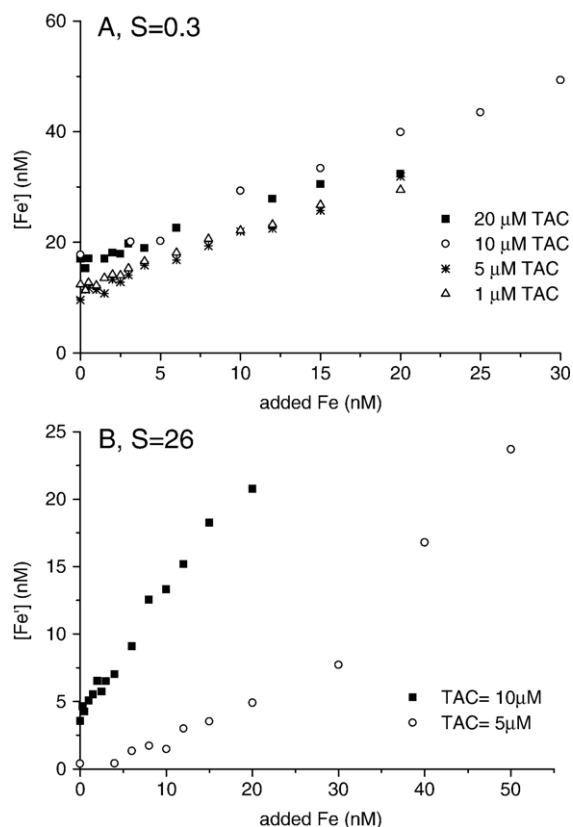 A, S=0.3
60
40
20
0
[Fe'] (nM)
■ 20 μM TAC
○ 10 μM TAC
✳ 5 μM TAC
△ 1 μM TAC
0 5 10 15 20 25 30
added Fe (nM)
B, S=26
25
20
15
10
5
0
[Fe'] (nM)
■ TAC= 10μM
○ TAC= 5μM
0 10 20 30 40 50
added Fe (nM)